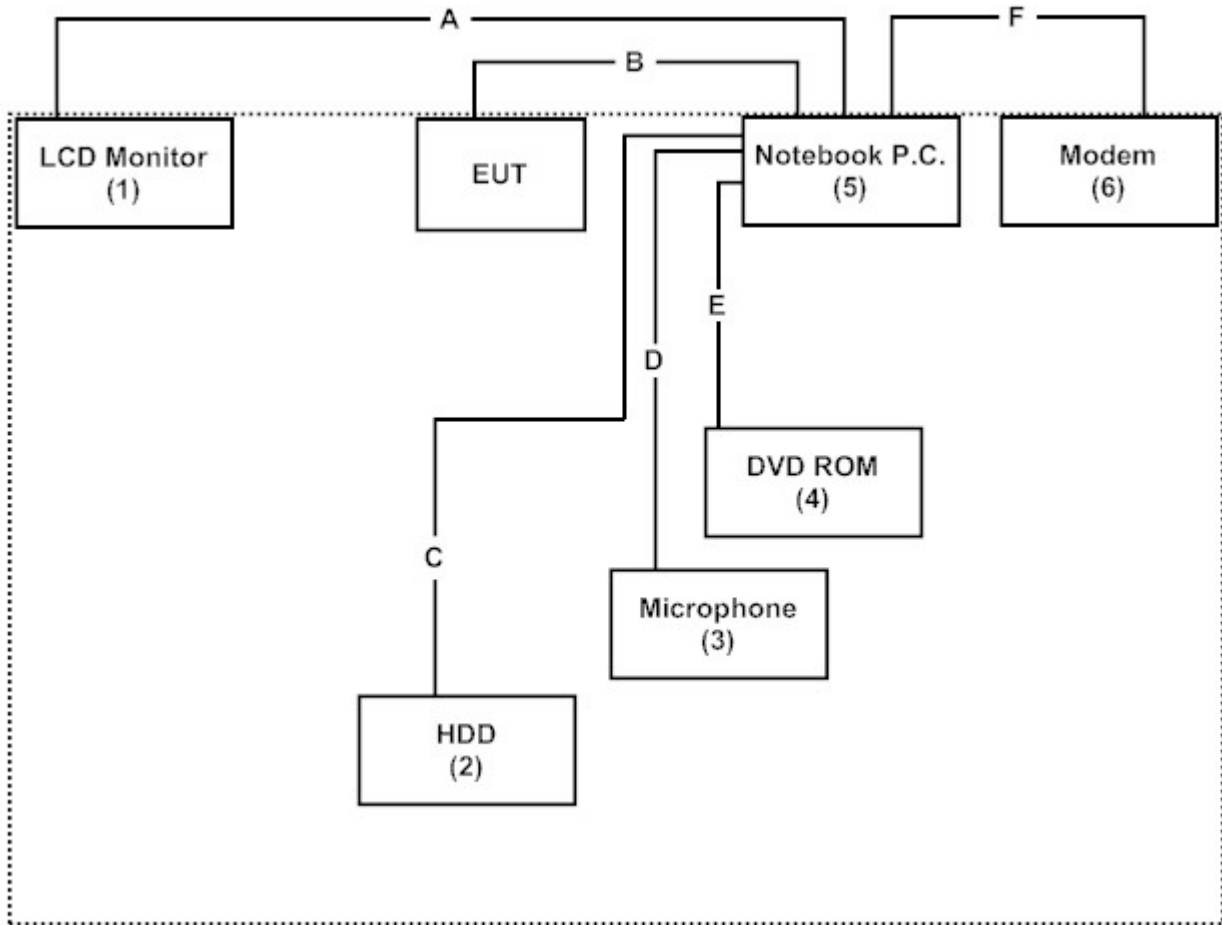 A
F
B
LCD Monitor
(1)
EUT
Notebook P.C.
(5)
Modem
(6)
E
D
DVD ROM
(4)
C
Microphone
(3)
HDD
(2)